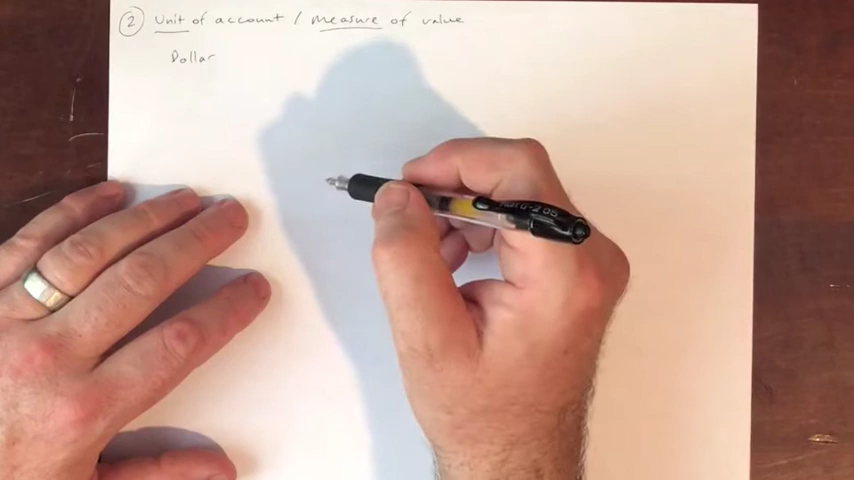 2 Unit of account / measure of value
Dollar